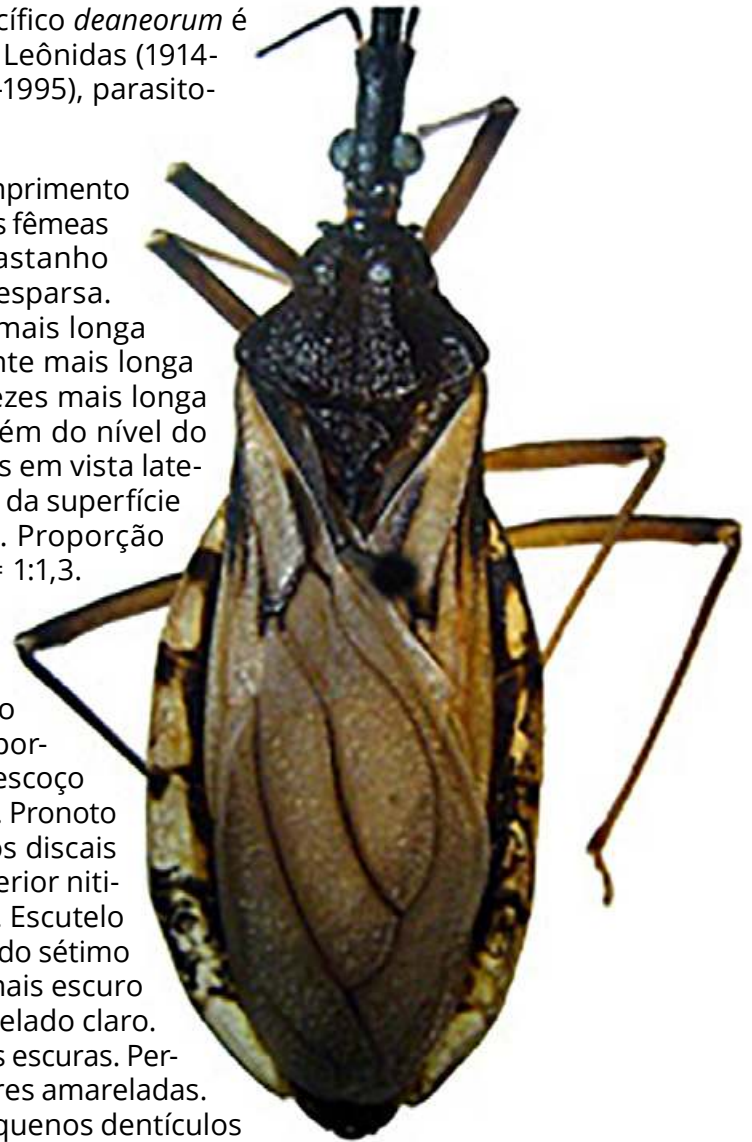 cífico deaneorum é
Leônidas (1914-
-1995), parasito-
mprimento
s fêmeas
astanho
esparsa.
mais longa
nte mais longa
ezes mais longa
ém do nível do
s em vista late-
da superfície
. Proporção
= 1:1,3.
o
por-
escoço
. Pronoto
os discais
erior niti-
. Escutelo
do sétimo
nais escuro
elado claro.
s escuras. Per-
res amareladas.
quenos dentículos